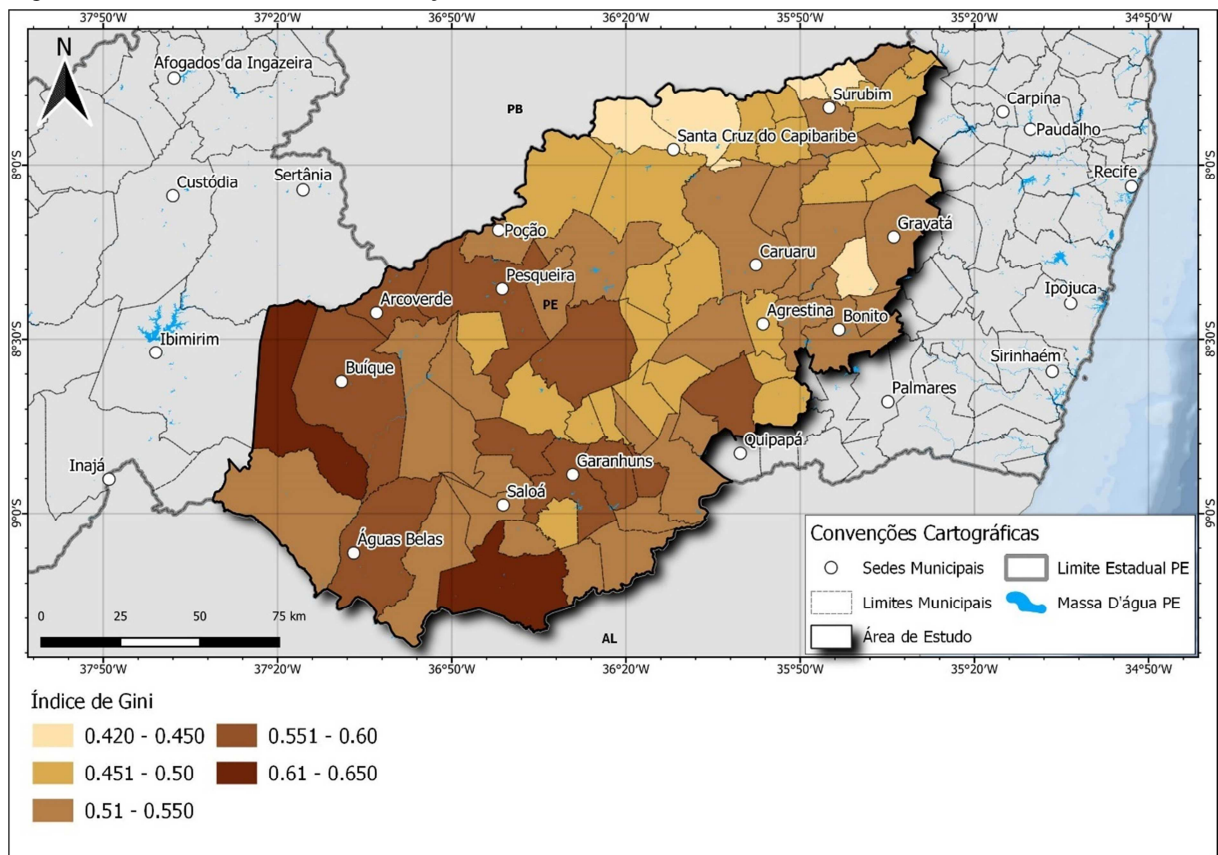 37°50'W 37°20'W 36°50'W 36°20'W 35°50'W 35°20'W 34°50'W
N
Afogados da Ingazeira
PB
Surubim
Carpina
Santa Cruz do Capibaribe
Paudalho
8°0'S
8°0'S
Custódia
Sertânia
Recife
Poção
Gravatá
Caruaru
Pesqueira
Arcoverde
PE
Ipojuca
Agrestina
Bonito
8°30'S
8°30'S
Ibimirim
Sirinhaém
Buíque
Palmares
Quipapá
Inajá
Garanhuns
Saloá
9°0'S
9°0'S
Águas Belas
Convenções Cartográficas
Sedes Municipais
Limite Estadual PE
Limites Municipais
Massa D'água PE
Área de Estudo
0 25 50 75 km
AL
37°50'W 37°20'W 36°50'W 36°20'W 35°50'W 35°20'W 34°50'W
Índice de Gini
0.420 - 0.450
0.551 - 0.60
0.451 - 0.50
0.61 - 0.650
0.51 - 0.550